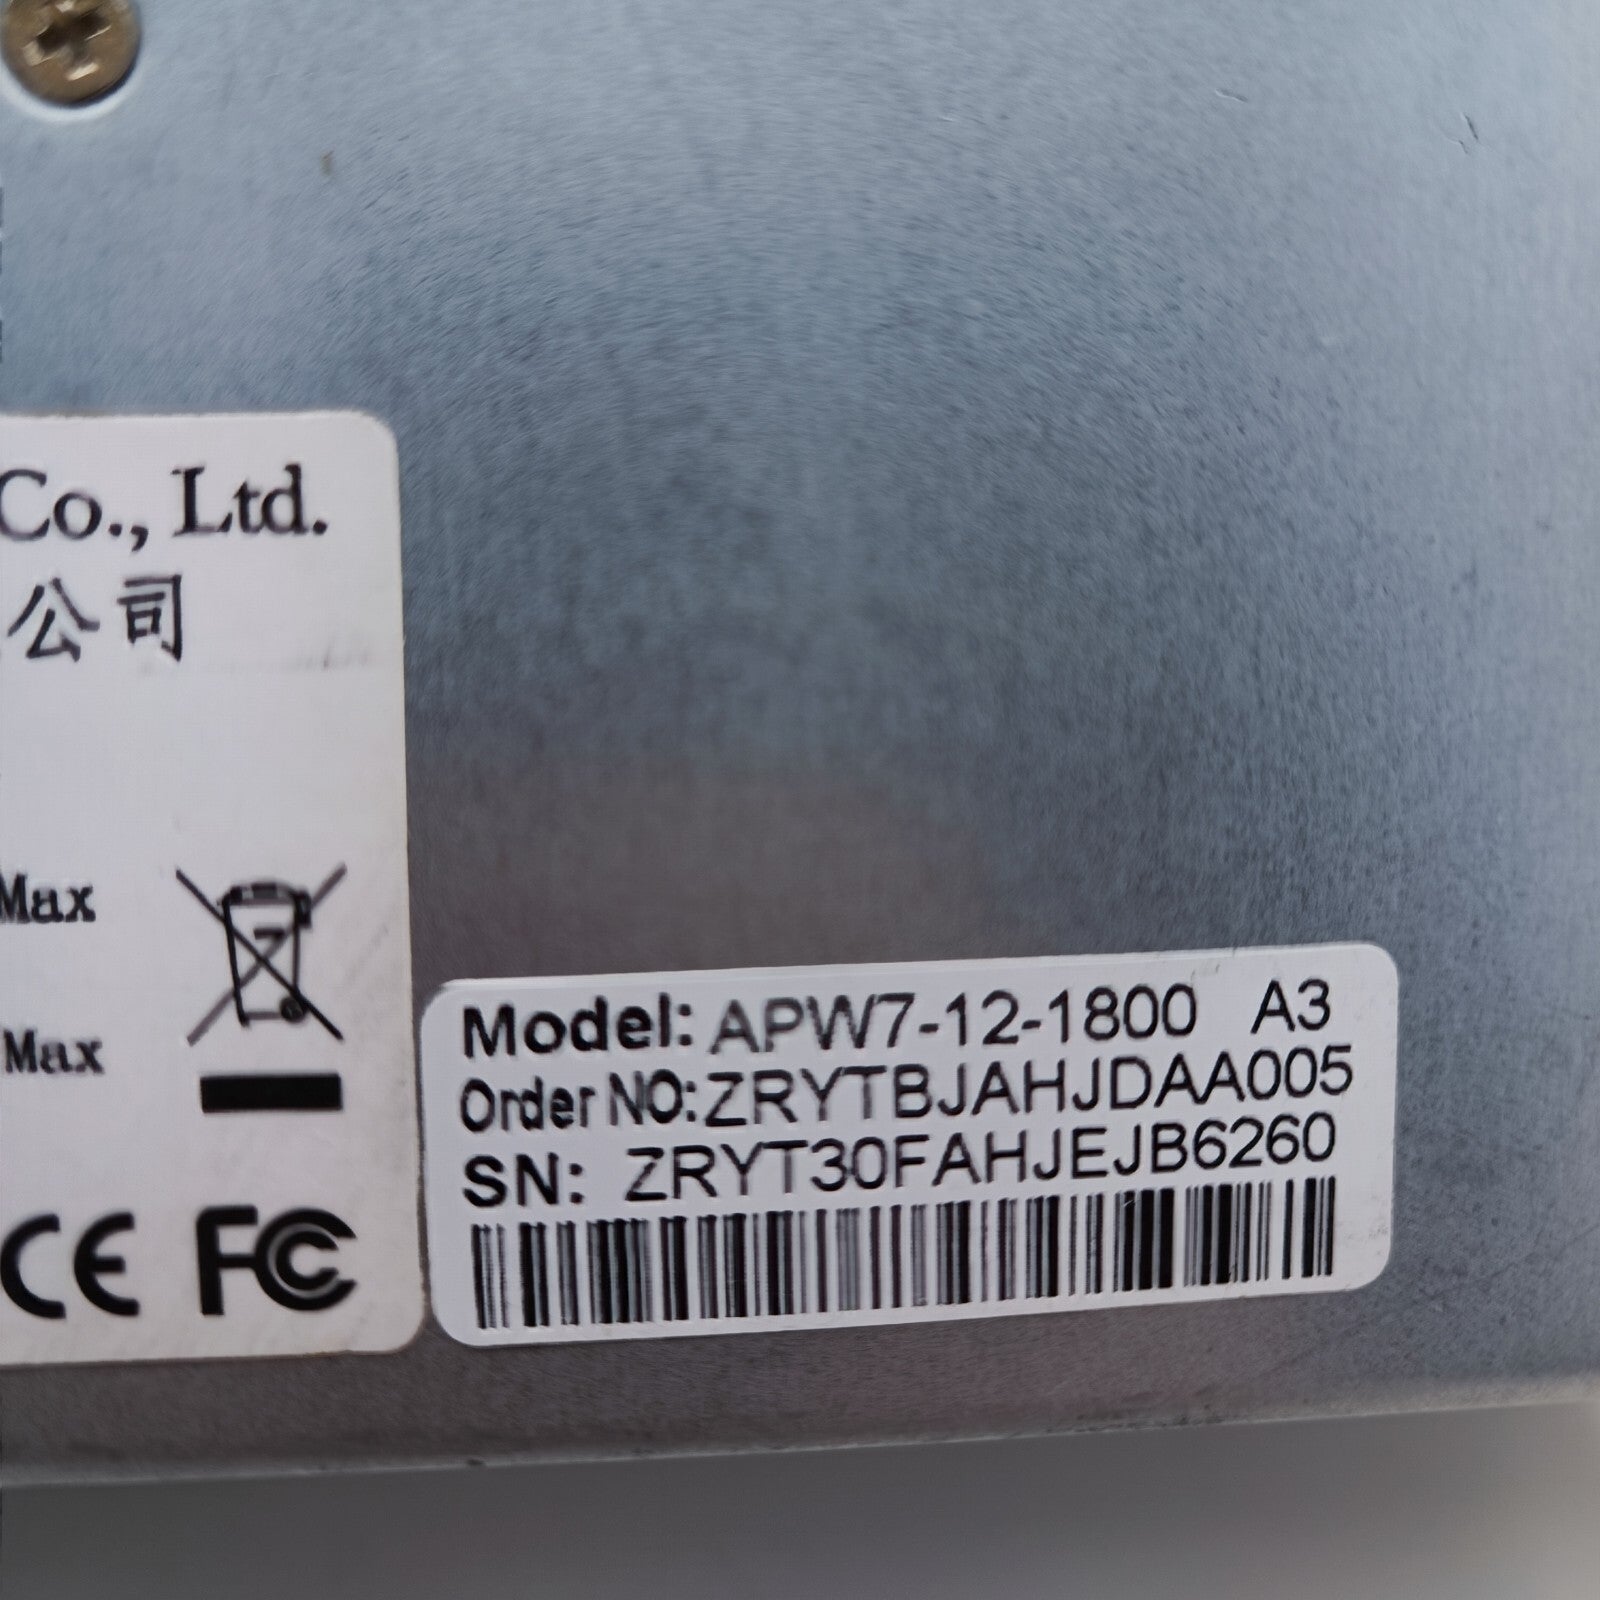 Co., Ltd.
公司
Max
Max
CE FC
Model: APW7-12-1800 A3
Order NO:ZRYTBJAHJDAA005
SN: ZRYT30FAHJEJB6260